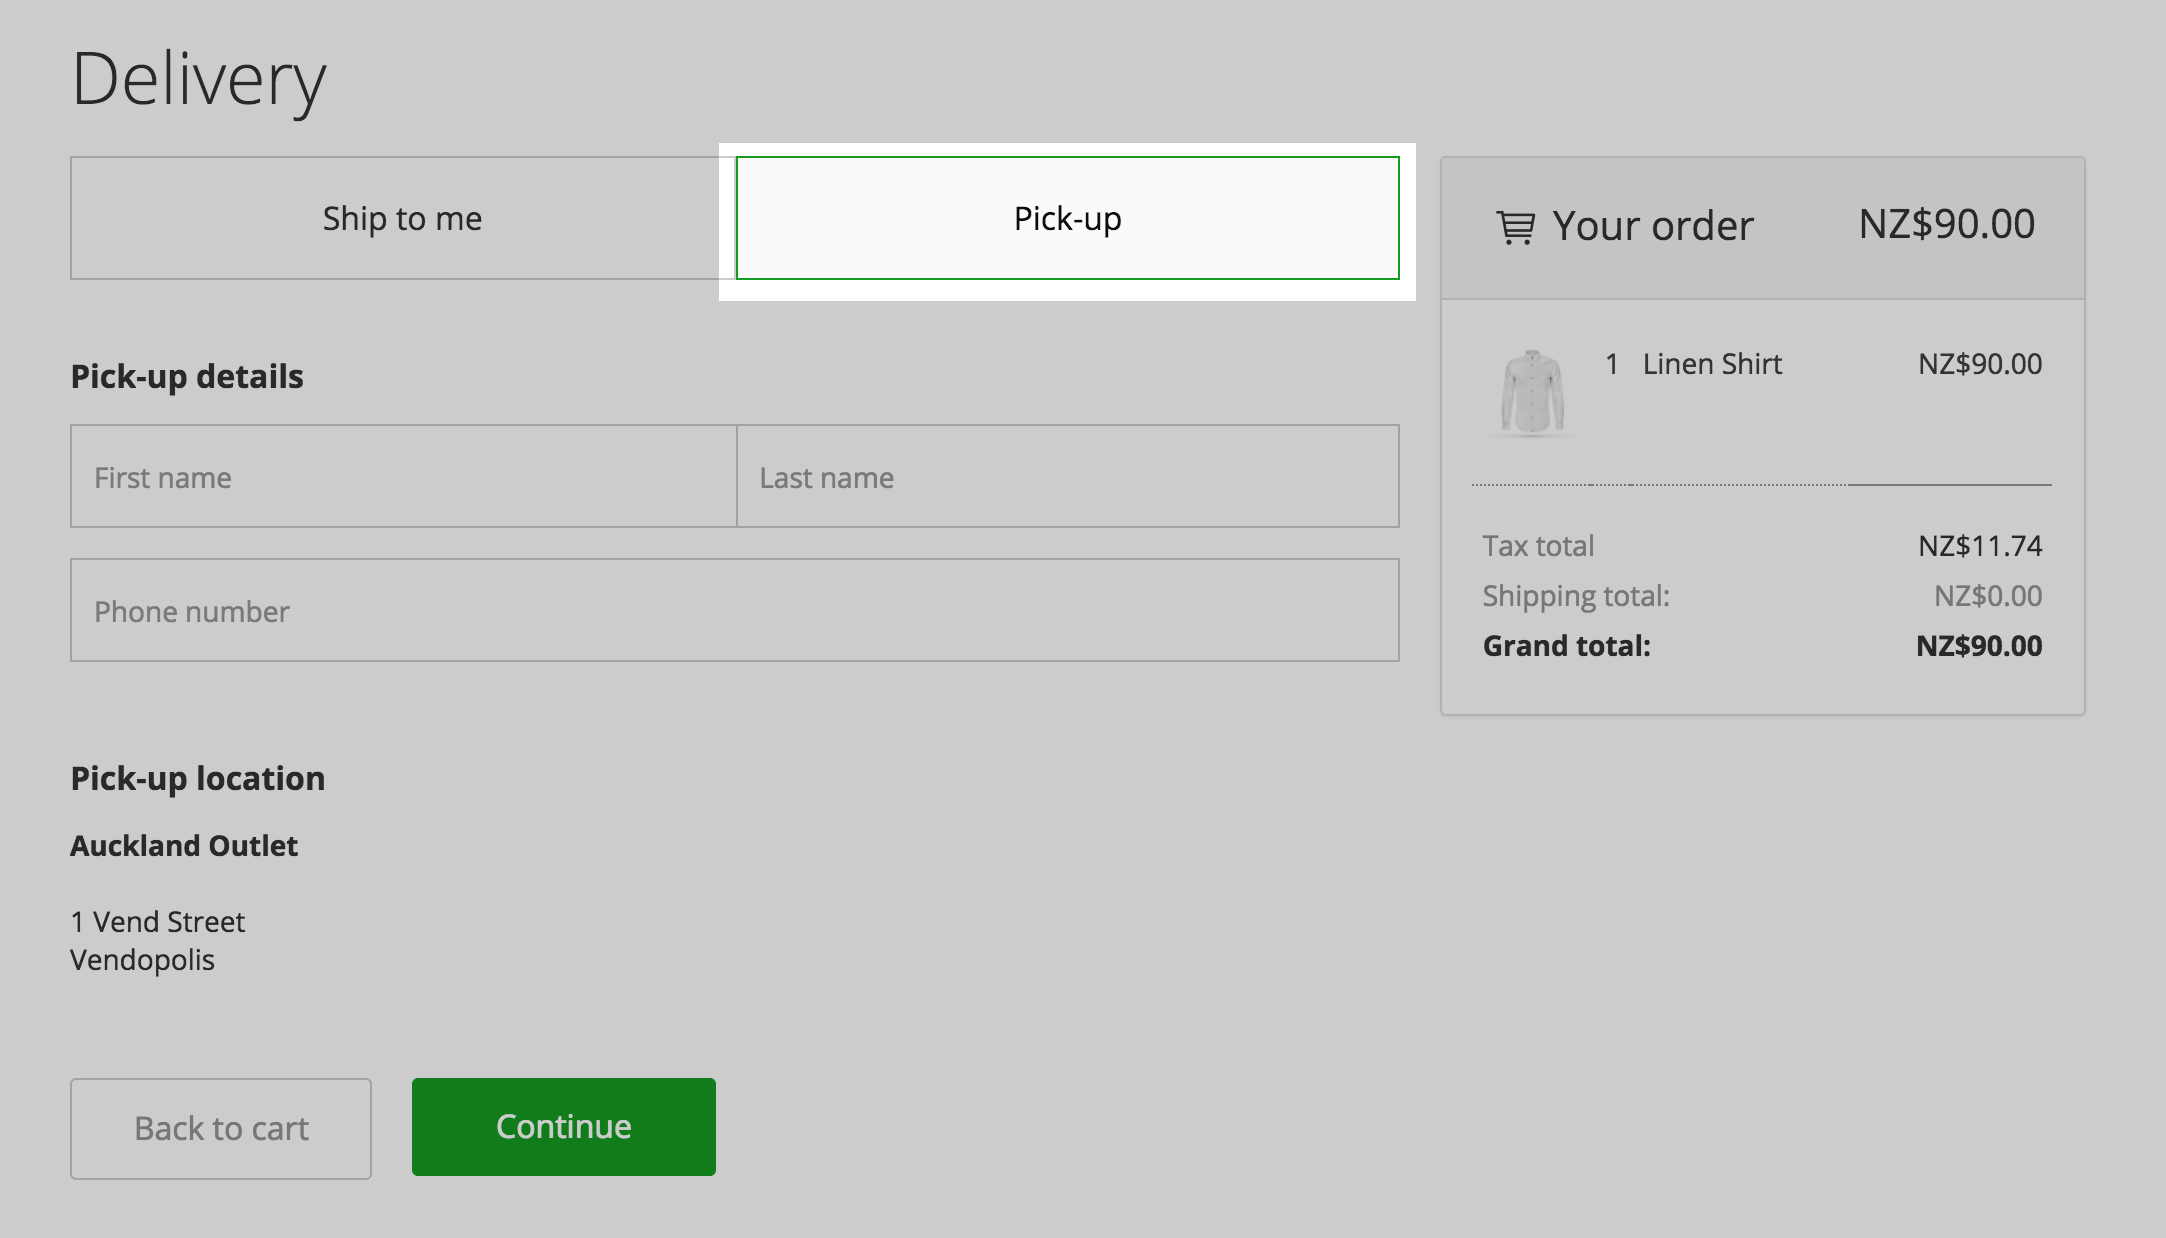 Delivery
Ship to me
Pick-up
Pick-up details
First name
Last name
Phone number
Pick-up location
Auckland Outlet
1 Vend Street
Vendopolis
Back to cart
Continue
Your order NZ$90.00
1 Linen Shirt NZ$90.00
Tax total NZ$11.74
Shipping total: NZ$0.00
Grand total: NZ$90.00